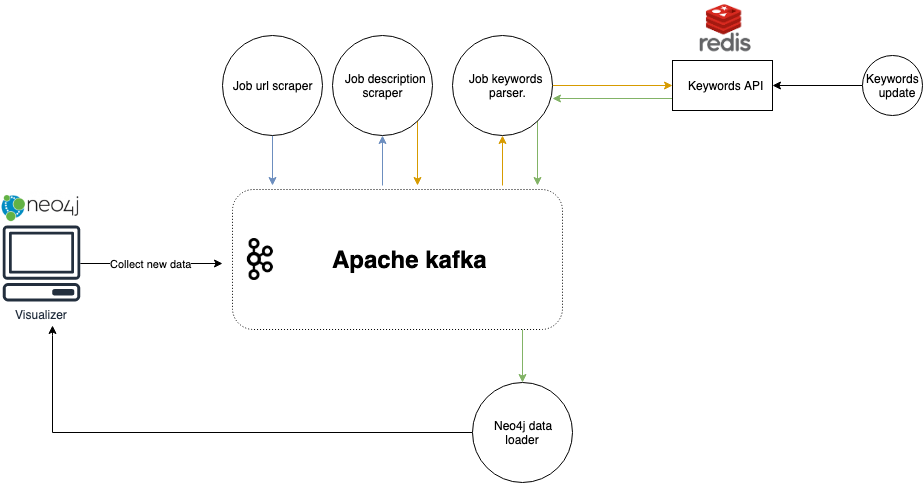 redis
Job url scraper
Job description
scraper
Job keywords
parser.
Keywords API
Keywords
update
neo4j
Collect new data
Apache kafka
Visualizer
Neo4j data
loader